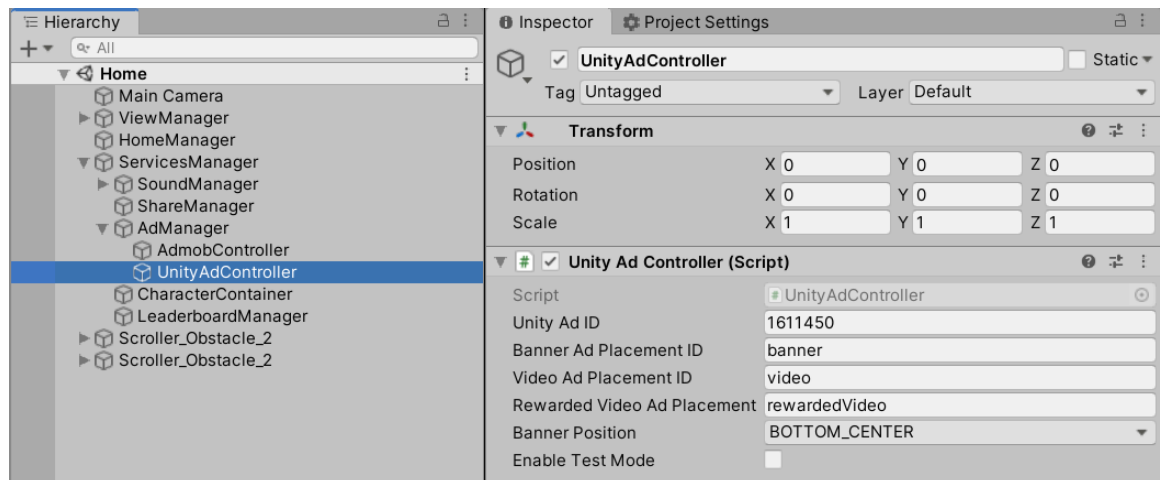 Hierarchy
All
Home
Main Camera
ViewManager
HomeManager
ServicesManager
SoundManager
ShareManager
AdManager
AdmobController
UnityAdController
CharacterContainer
LeaderboardManager
Scroller_Obstacle_2
Scroller_Obstacle_2
Inspector Project Settings
UnityAdController Static
Tag Untagged Layer Default
Transform
Position X 0 Y 0 Z 0
Rotation X 0 Y 0 Z 0
Scale X 1 Y 1 Z 1
# Unity Ad Controller (Script)
Script # UnityAdController
Unity Ad ID 1611450
Banner Ad Placement ID banner
Video Ad Placement ID video
Rewarded Video Ad Placement rewardedVideo
Banner Position BOTTOM_CENTER
Enable Test Mode